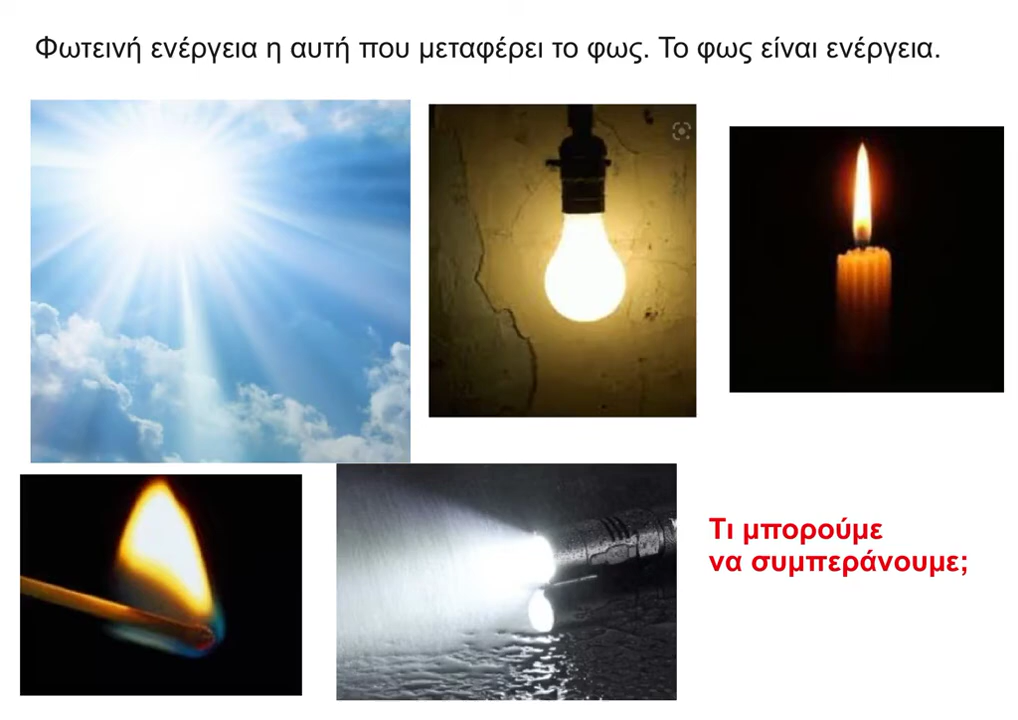 Φωτεινή ενέργεια η αυτή που μεταφέρει το φως. Το φως είναι ενέργεια.
Τι μπορούμε
να συμπεράνουμε;